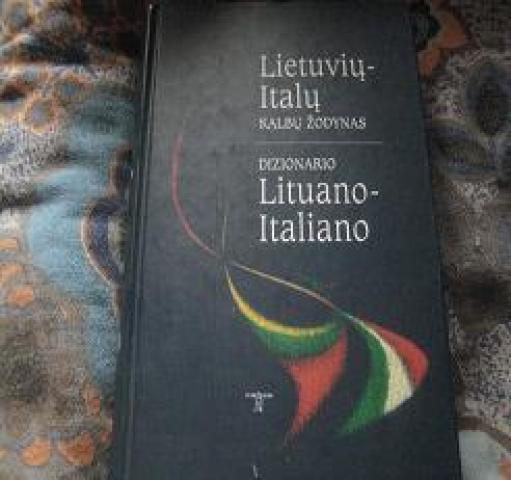 Lietuvių-
Italų
KALBŲ ŽODYNAS
DIZIONARIO
Lituano-
Italiano